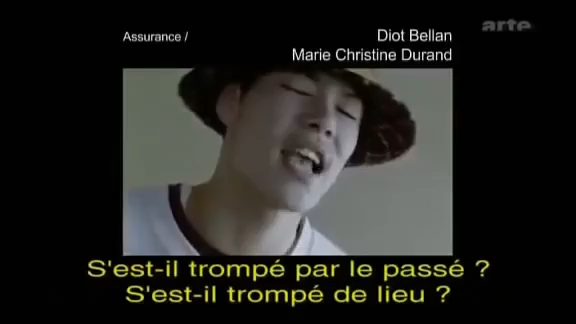 Assurance /
Diot Bellan
Marie Christine Durand
arte
S'est-il trompé par le passé ?
S'est-il trompé de lieu ?